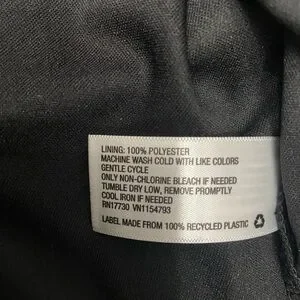 LINING: 100% POLYESTER
MACHINE WASH COLD WITH LIKE COLORS
GENTLE CYCLE
ONLY NON-CHLORINE BLEACH IF NEEDED
TUMBLE DRY LOW, REMOVE PROMPTLY
COOL IRON IF NEEDED
RN17730 VN1154793
LABEL MADE FROM 100% RECYCLED PLASTIC